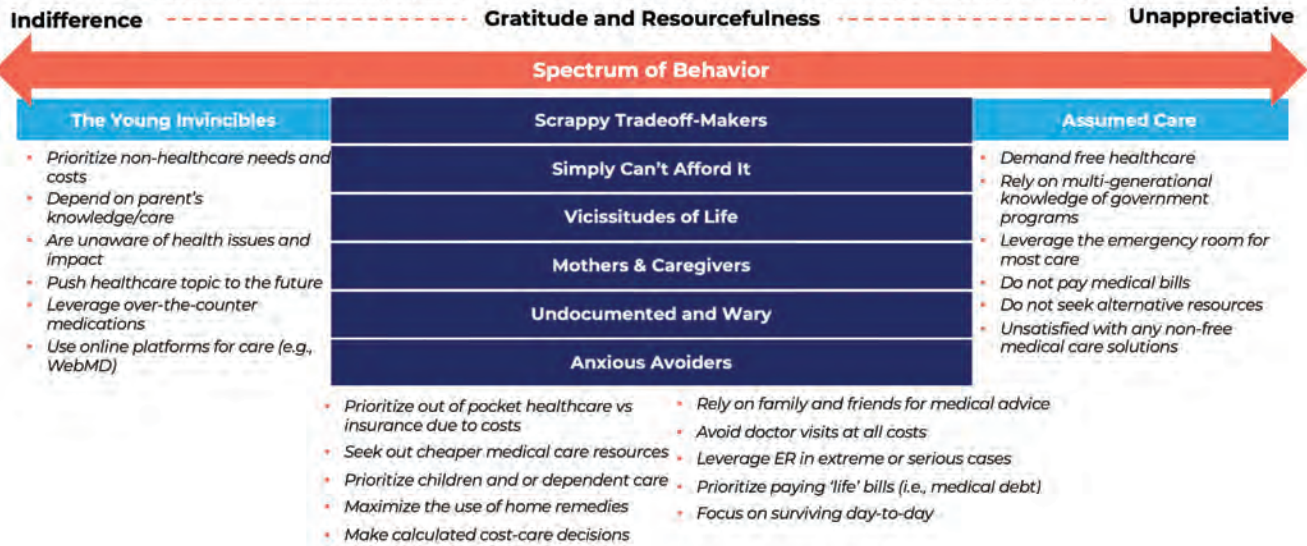 Indifference
Gratitude and Resourcefulness
Unappreciative
Spectrum of Behavior
The Young Invincibles
• Prioritize non-healthcare needs and
costs
• Depend on parent's
knowledge/care
• Are unaware of health issues and
impact
• Push healthcare topic to the future
• Leverage over-the-counter
medications
• Use online platforms for care (e.g.,
WebMD)
Scrappy Tradeoff-Makers
Simply Can't Afford It
Vicissitudes of Life
Mothers & Caregivers
Undocumented and Wary
Anxious Avoiders
• Prioritize out of pocket healthcare vs
insurance due to costs
• Seek out cheaper medical care resources
• Prioritize children and or dependent care
• Maximize the use of home remedies
• Make calculated cost-care decisions
• Rely on family and friends for medical advice
• Avoid doctor visits at all costs
• Leverage ER in extreme or serious cases
• Prioritize paying 'life' bills (i.e., medical debt)
• Focus on surviving day-to-day
Assumed Care
• Demand free healthcare
• Rely on multi-generational
knowledge of government
programs
• Leverage the emergency room for
most care
• Do not pay medical bills
• Do not seek alternative resources
• Unsatisfied with any non-free
medical care solutions